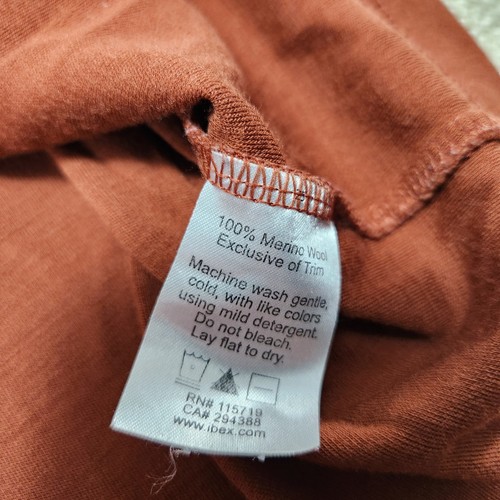 100% Merino Wool
Exclusive of Trim
Machine wash gentle,
cold, with like colors
using mild detergent.
Do not bleach.
Lay flat to dry.
RN# 115719
CA# 294388
www.ibex.com